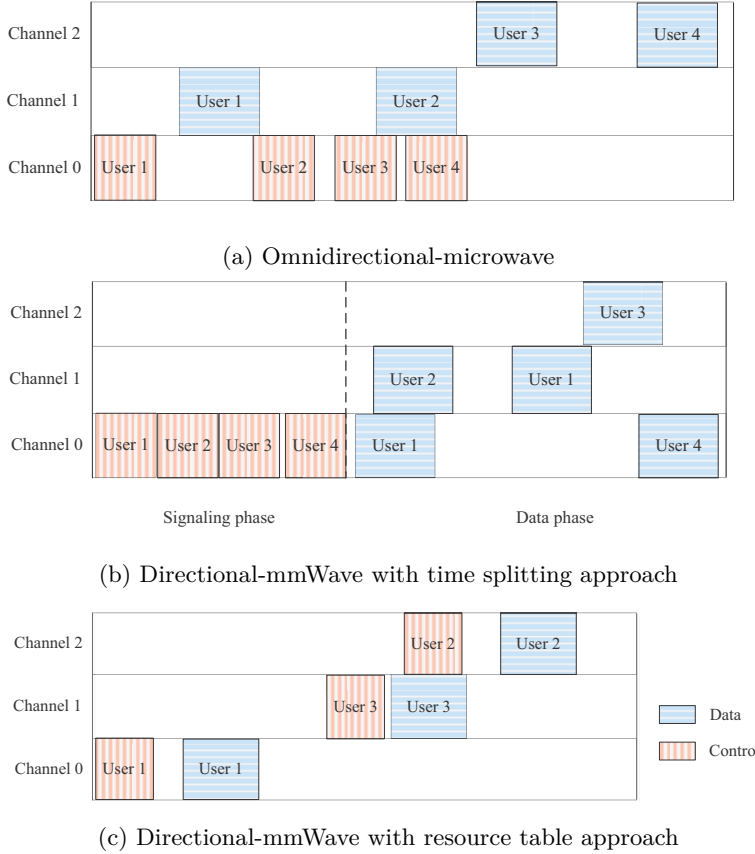 Channel 2
User 3
User 4
Channel 1
User 1
User 2
Channel 0
User 1
User 2
User 3
User 4
(a) Omnidirectional-microwave
Channel 2
User 3
Channel 1
User 2
User 1
Channel 0
User 1
User 2
User 3
User 4
User 1
User 4
Signaling phase
Data phase
(b) Directional-mmWave with time splitting approach
Channel 2
User 2
User 2
Channel 1
User 3
User 3
Data
Channel 0
User 1
User 1
Contro
(c) Directional-mmWave with resource table approach